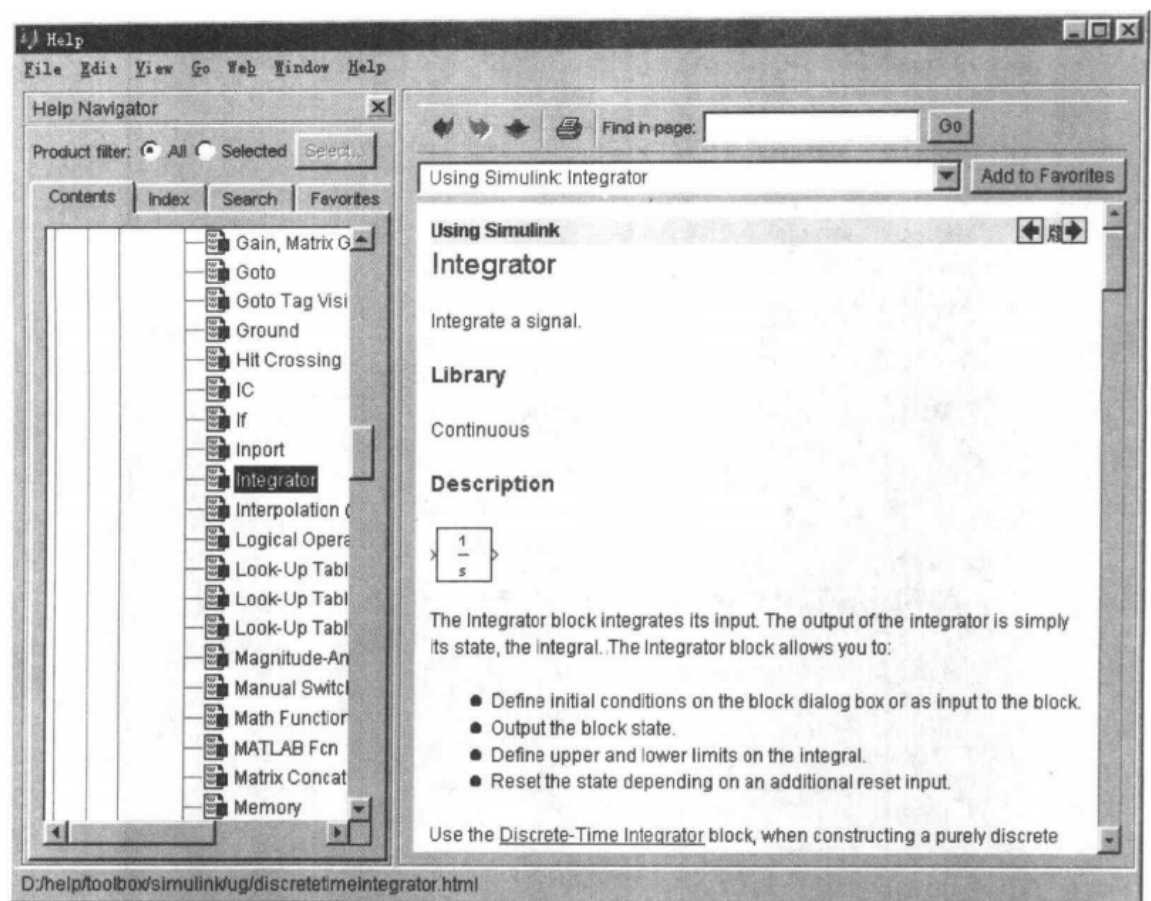 Help
File Edit View Go Web Window Help
Help Navigator
Product filter: All Selected Select...
Contents Index Search Favorites
Gain, Matrix G
Goto
Goto Tag Visi
Ground
Hit Crossing
IC
If
Inport
Integrator
Interpolation (
Logical Opera
Look-Up Tabl
Look-Up Tabl
Look-Up Tabl
Magnitude-An
Manual Switcl
Math Function
MATLAB Fcn
Matrix Concat
Memory
Find in page: Go
Using Simulink: Integrator Add to Favorites
Using Simulink
Integrator
Integrate a signal.
Library
Continuous
Description
1
s
The Integrator block integrates its input. The output of the integrator is simply
its state, the integral..The Integrator block allows you to:
● Define initial conditions on the block dialog box or as input to the block.
● Output the block state.
● Define upper and lower limits on the integral.
● Reset the state depending on an additional reset input.
Use the Discrete-Time Integrator block, when constructing a purely discrete
D:/help/toolbox/simulink/ug/discretetimeintegrator.html